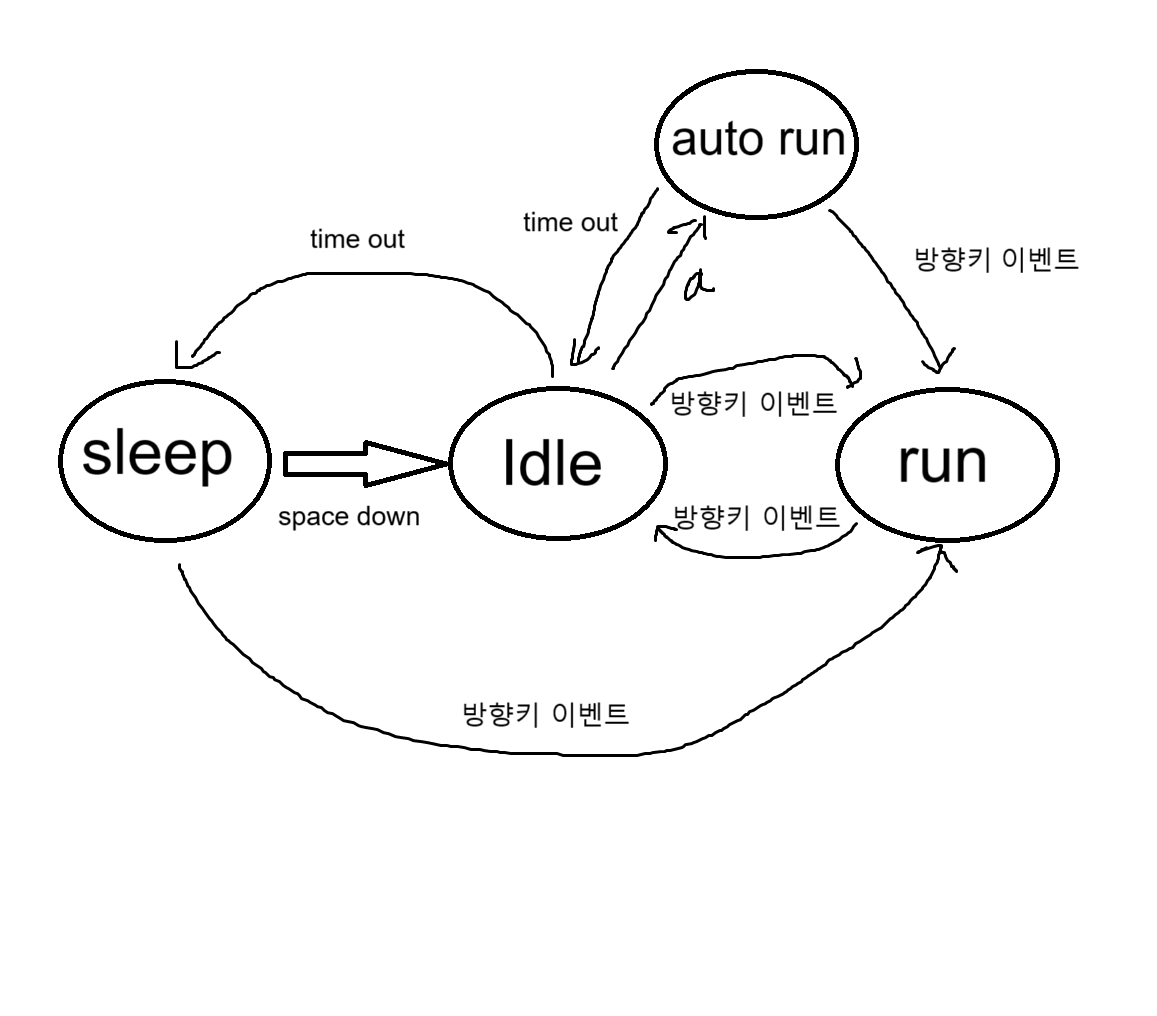 auto run
time out
time out
방향키 이벤트
a
방향키 이벤트
sleep
Idle
run
space down
방향키 이벤트
방향키 이벤트